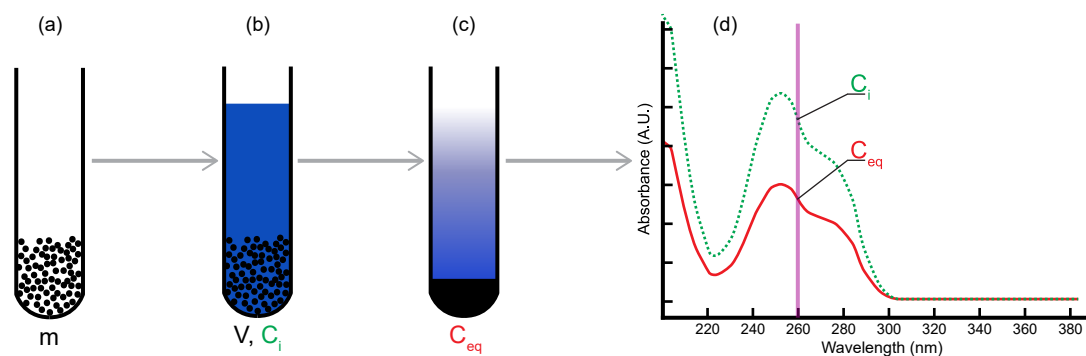 (a)
(b)
(c)
(d)
m
V, Ci
Ceq
Absorbance (A.U.)
Ci
Ceq
220 240 260 280 300 320 340 360 380
Wavelength (nm)